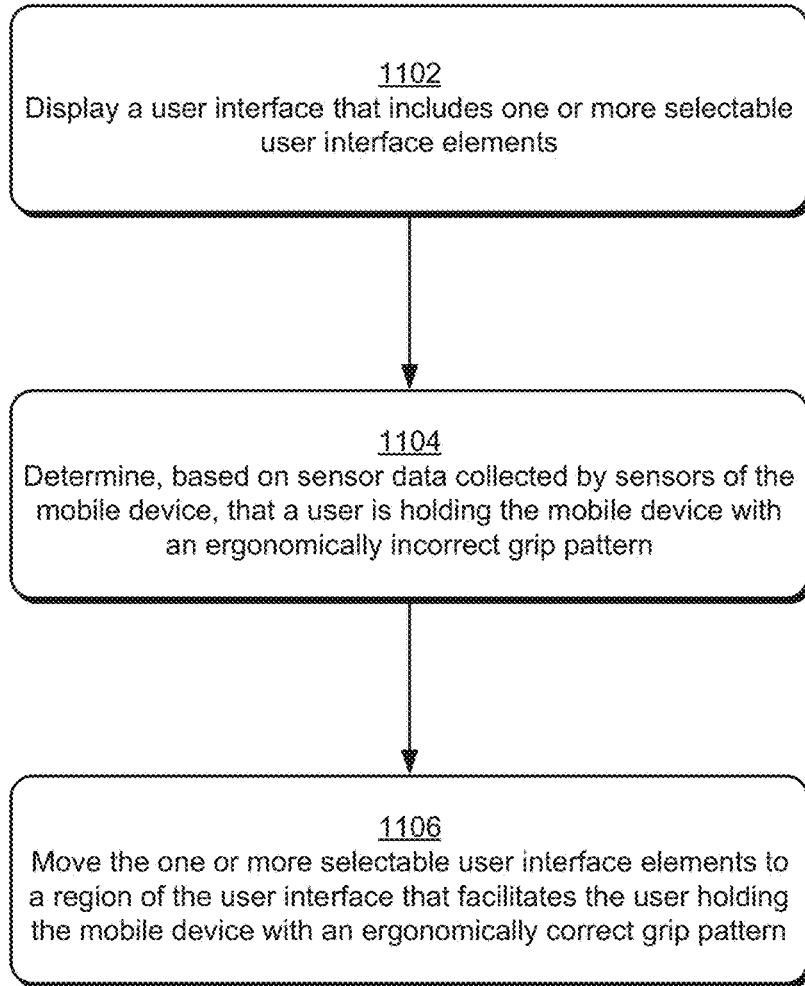 1102
Display a user interface that includes one or more selectable
user interface elements
1104
Determine, based on sensor data collected by sensors of the
mobile device, that a user is holding the mobile device with
an ergonomically incorrect grip pattern
1106
Move the one or more selectable user interface elements to
a region of the user interface that facilitates the user holding
the mobile device with an ergonomically correct grip pattern